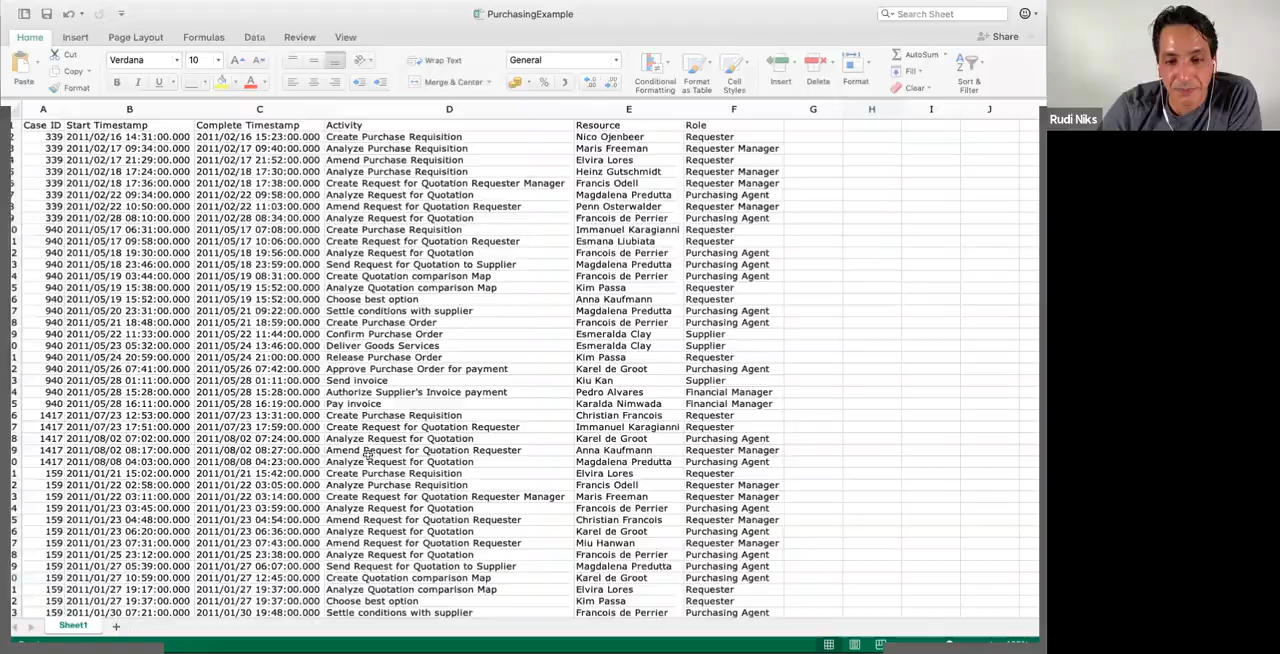 PurchasingExample
Search Sheet
Home Insert Page Layout Formulas Data Review View
Share
Paste
Cut
Copy
Format
Verdana 10 A A
B I U A
Wrap Text
Merge & Center
General
%
Conditional Formatting
Format as Table
Cell Styles
Insert
Delete
Format
AutoSum
Fill
Clear
Sort & Filter
Rudi Niks
A B C D E F G H I J
Case ID Start Timestamp Complete Timestamp Activity Resource Role
339 2011/02/16 14:31:00.000 2011/02/16 15:23:00.000 Create Purchase Requisition Nico Ojenbeer Requester
339 2011/02/17 09:34:00.000 2011/02/17 09:40:00.000 Analyze Purchase Requisition Maris Freeman Requester Manager
339 2011/02/17 21:29:00.000 2011/02/17 21:52:00.000 Amend Purchase Requisition Elvira Lores Requester
339 2011/02/18 17:24:00.000 2011/02/18 17:30:00.000 Analyze Purchase Requisition Heinz Gutschmidt Requester Manager
339 2011/02/18 17:36:00.000 2011/02/18 17:38:00.000 Create Request for Quotation Requester Manager Francis Odell Requester Manager
339 2011/02/22 09:34:00.000 2011/02/22 09:58:00.000 Analyze Request for Quotation Magdalena Predutta Purchasing Agent
339 2011/02/22 10:50:00.000 2011/02/22 11:03:00.000 Amend Request for Quotation Requester Penn Osterwalder Requester Manager
339 2011/02/28 08:10:00.000 2011/02/28 08:34:00.000 Analyze Request for Quotation Francois de Perrier Purchasing Agent
940 2011/05/17 06:31:00.000 2011/05/17 07:08:00.000 Create Purchase Requisition Immanuel Karagianni Requester
940 2011/05/17 09:58:00.000 2011/05/17 10:06:00.000 Create Request for Quotation Requester Esmana Liubiata Requester
940 2011/05/18 19:30:00.000 2011/05/18 19:56:00.000 Analyze Request for Quotation Francois de Perrier Purchasing Agent
940 2011/05/18 23:46:00.000 2011/05/18 23:59:00.000 Send Request for Quotation to Supplier Magdalena Predutta Purchasing Agent
940 2011/05/19 03:44:00.000 2011/05/19 08:31:00.000 Create Quotation comparison Map Francois de Perrier Purchasing Agent
940 2011/05/19 15:38:00.000 2011/05/19 15:52:00.000 Analyze Quotation comparison Map Kim Passa Requester
940 2011/05/19 15:52:00.000 2011/05/19 15:52:00.000 Choose best option Anna Kaufmann Requester
940 2011/05/20 23:31:00.000 2011/05/21 09:22:00.000 Settle conditions with supplier Magdalena Predutta Purchasing Agent
940 2011/05/21 18:48:00.000 2011/05/21 18:59:00.000 Create Purchase Order Francois de Perrier Purchasing Agent
940 2011/05/22 11:33:00.000 2011/05/22 11:44:00.000 Confirm Purchase Order Esmeralda Clay Supplier
940 2011/05/23 05:32:00.000 2011/05/24 13:46:00.000 Deliver Goods Services Esmeralda Clay Supplier
940 2011/05/24 20:59:00.000 2011/05/24 21:00:00.000 Release Purchase Order Kim Passa Requester
940 2011/05/26 07:41:00.000 2011/05/26 07:42:00.000 Approve Purchase Order for payment Karel de Groot Purchasing Agent
940 2011/05/28 01:11:00.000 2011/05/28 01:11:00.000 Send invoice Kiu Kan Supplier
940 2011/05/28 15:28:00.000 2011/05/28 15:28:00.000 Authorize Supplier's Invoice payment Pedro Alvares Financial Manager
940 2011/05/28 16:11:00.000 2011/05/28 16:19:00.000 Pay invoice Karalda Nimwada Financial Manager
1417 2011/07/23 12:53:00.000 2011/07/23 13:31:00.000 Create Purchase Requisition Christian Francois Requester
1417 2011/07/23 17:51:00.000 2011/07/23 17:59:00.000 Create Request for Quotation Requester Immanuel Karagianni Requester
1417 2011/08/02 07:02:00.000 2011/08/02 07:24:00.000 Analyze Request for Quotation Karel de Groot Purchasing Agent
1417 2011/08/02 08:17:00.000 2011/08/02 08:27:00.000 Amend Request for Quotation Requester Anna Kaufmann Requester Manager
1417 2011/08/08 04:03:00.000 2011/08/08 04:23:00.000 Analyze Request for Quotation Magdalena Predutta Purchasing Agent
159 2011/01/21 15:02:00.000 2011/01/21 15:42:00.000 Create Purchase Requisition Elvira Lores Requester
159 2011/01/22 02:58:00.000 2011/01/22 03:05:00.000 Analyze Purchase Requisition Francis Odell Requester Manager
159 2011/01/22 03:11:00.000 2011/01/22 03:14:00.000 Create Request for Quotation Requester Manager Maris Freeman Requester Manager
159 2011/01/23 03:45:00.000 2011/01/23 03:59:00.000 Analyze Request for Quotation Francois de Perrier Purchasing Agent
159 2011/01/23 04:48:00.000 2011/01/23 04:54:00.000 Amend Request for Quotation Requester Christian Francois Requester Manager
159 2011/01/23 06:20:00.000 2011/01/23 06:36:00.000 Analyze Request for Quotation Karel de Groot Purchasing Agent
159 2011/01/23 07:31:00.000 2011/01/23 07:43:00.000 Amend Request for Quotation Requester Miu Hanwan Requester Manager
159 2011/01/25 23:12:00.000 2011/01/25 23:38:00.000 Analyze Request for Quotation Francois de Perrier Purchasing Agent
159 2011/01/27 05:39:00.000 2011/01/27 06:07:00.000 Send Request for Quotation to Supplier Magdalena Predutta Purchasing Agent
159 2011/01/27 10:59:00.000 2011/01/27 12:45:00.000 Create Quotation comparison Map Karel de Groot Purchasing Agent
159 2011/01/27 19:17:00.000 2011/01/27 19:37:00.000 Analyze Quotation comparison Map Elvira Lores Requester
159 2011/01/27 19:37:00.000 2011/01/27 19:37:00.000 Choose best option Kim Passa Requester
159 2011/01/30 07:21:00.000 2011/01/30 19:48:00.000 Settle conditions with supplier Francois de Perrier Purchasing Agent
Sheet1